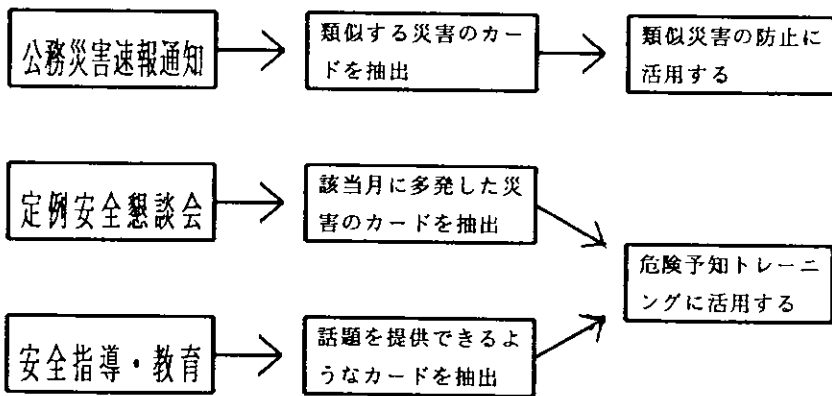 公務災害速報通知
類似する災害のカー
ドを抽出
類似災害の防止に
活用する
定例安全懇談会
該当月に多発した災
害のカードを抽出
危険予知トレーニ
ングに活用する
安全指導・教育
話題を提供できるよ
うなカードを抽出